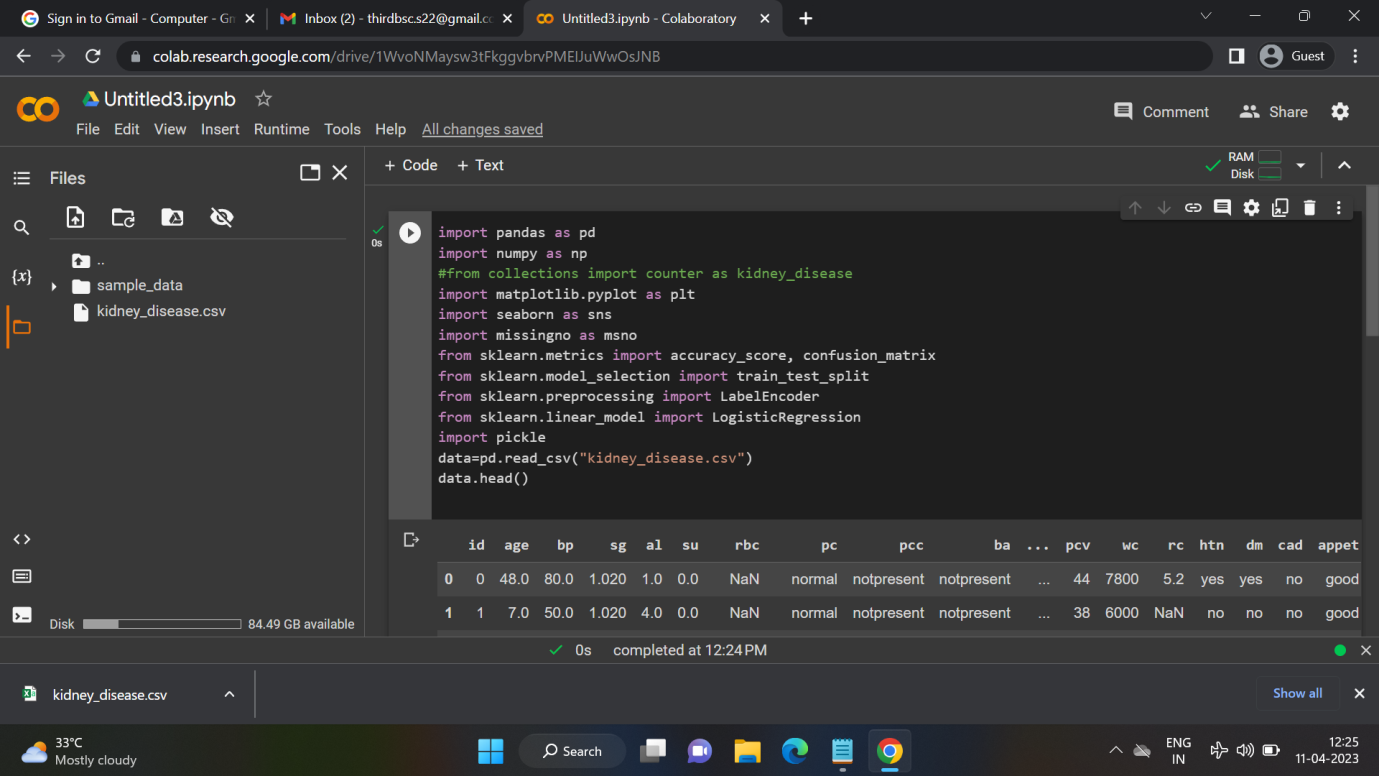 Sign in to Gmail - Computer - Gm
Inbox (2) - thirdbsc.s22@gmail.co
Untitled3.ipynb - Colaboratory
colab.research.google.com/drive/1WvoNMaysw3tFkggvbrvPMEIJuWwOsJNB
Guest
Untitled3.ipynb
Comment
Share
File Edit View Insert Runtime Tools Help All changes saved
Files
+ Code + Text
RAM
Disk
0s
import pandas as pd
import numpy as np
#from collections import counter as kidney_disease
import matplotlib.pyplot as plt
import seaborn as sns
import missingno as msno
from sklearn.metrics import accuracy_score, confusion_matrix
from sklearn.model_selection import train_test_split
from sklearn.preprocessing import LabelEncoder
from sklearn.linear_model import LogisticRegression
import pickle
data=pd.read_csv("kidney_disease.csv")
data.head()
..
sample_data
kidney_disease.csv
{x}
id age bp sg al su rbc pc pcc ba ... pcv wc rc htn dm cad appet
0 0 48.0 80.0 1.020 1.0 0.0 NaN normal notpresent notpresent ... 44 7800 5.2 yes yes no good
1 1 7.0 50.0 1.020 4.0 0.0 NaN normal notpresent notpresent ... 38 6000 NaN no no no good
Disk 84.49 GB available
0s completed at 12:24 PM
kidney_disease.csv
Show all
33°C
Mostly cloudy
Search
ENG
IN
12:25
11-04-2023